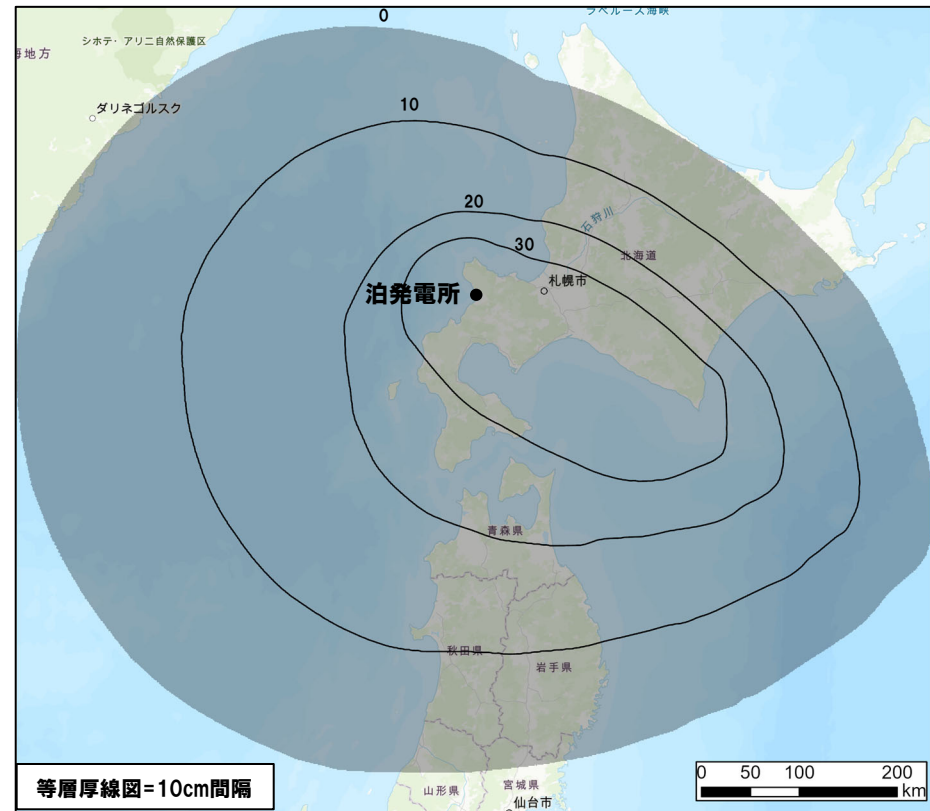 0
ラペルーズ海峡
シホテ・アリニ自然保護区
海地方
10
ダリネゴルスク
20
石狩川
30
北海道
札幌市
泊発電所
青森県
秋田県
岩手県
宮城県
山形県
仙台市
等層厚線図=10cm間隔
0 50 100 200
km